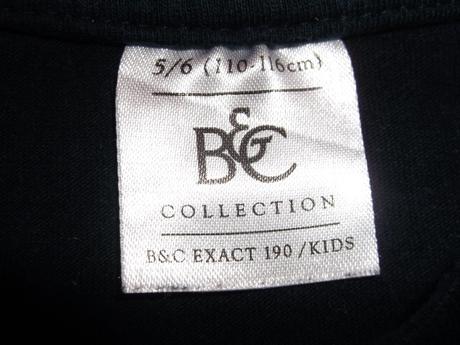 5/6 (110-116cm)
B&C
COLLECTION
B&C EXACT 190 / KIDS